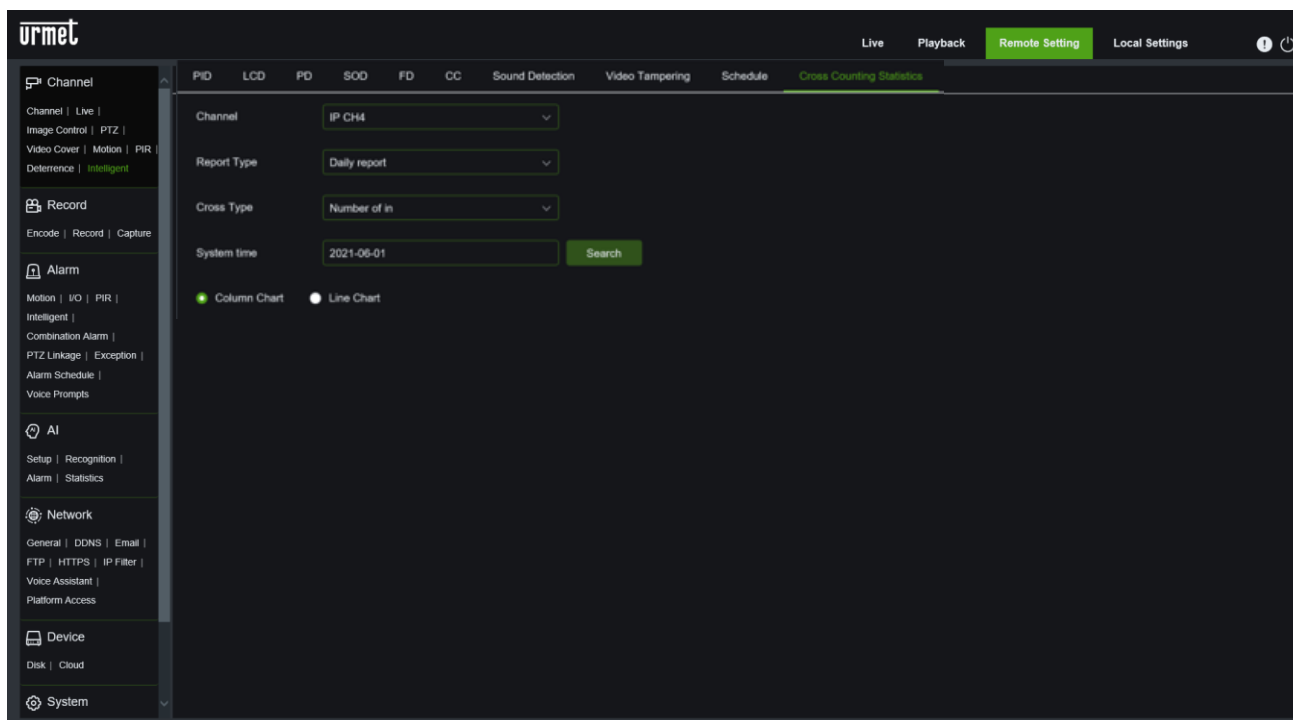 urmet
Live Playback Remote Setting Local Settings
Channel
Channel | Live |
Image Control | PTZ |
Video Cover | Motion | PIR |
Deterrence | Intelligent
Record
Encode | Record | Capture
Alarm
Motion | I/O | PIR |
Intelligent |
Combination Alarm |
PTZ Linkage | Exception |
Alarm Schedule |
Voice Prompts
AI
Setup | Recognition |
Alarm | Statistics
Network
General | DDNS | Email |
FTP | HTTPS | IP Filter |
Voice Assistant |
Platform Access
Device
Disk | Cloud
System
PID LCD PD SOD FD CC Sound Detection Video Tampering Schedule Cross Counting Statistics
Channel IP CH4
Report Type Daily report
Cross Type Number of in
System time 2021-06-01 Search
Column Chart Line Chart